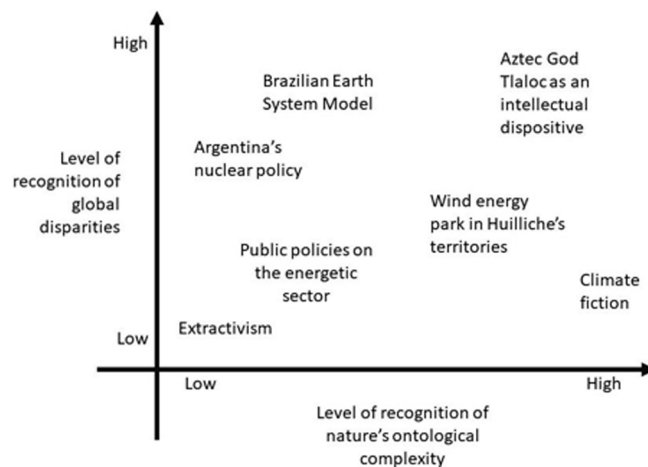 High
Aztec God
Tlaloc as an
intellectual
dispositive
Brazilian Earth
System Model
Argentina's
nuclear policy
Level of
recognition of
global
disparities
Wind energy
park in Huilliche's
territories
Public policies on
the energetic
sector
Climate
fiction
Extractivism
Low
Low
High
Level of recognition of
nature's ontological
complexity